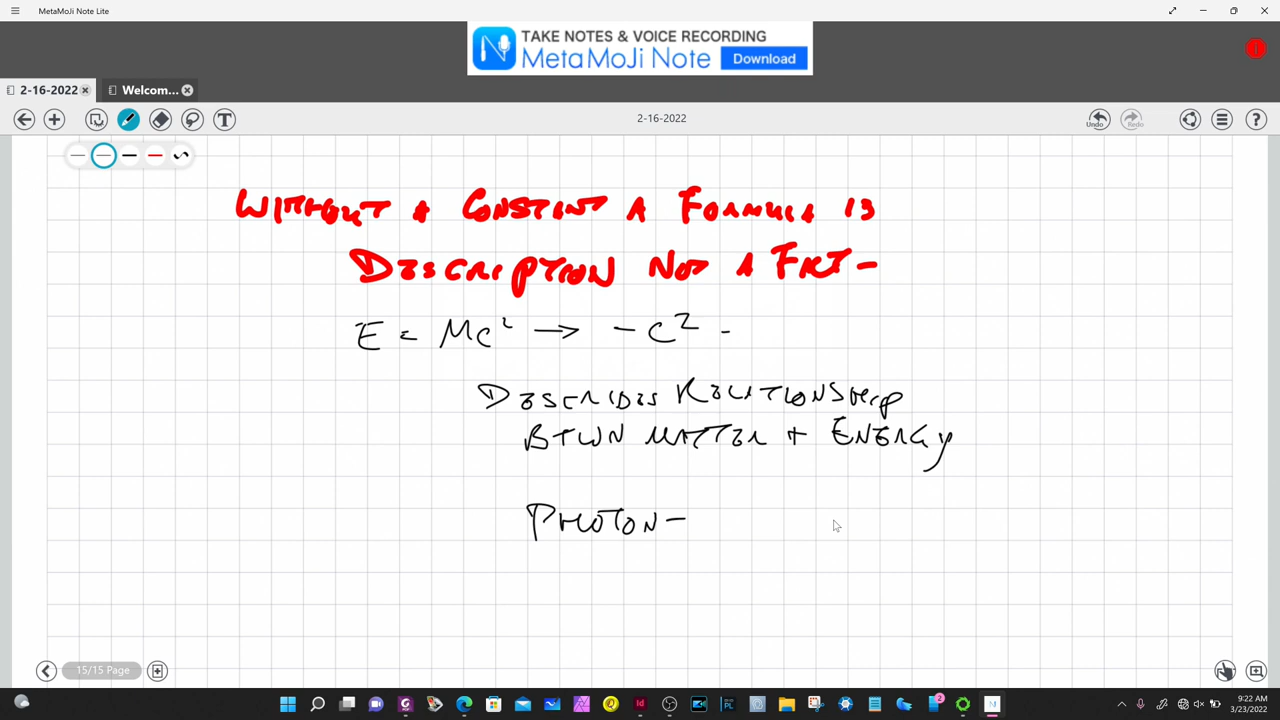 MetaMoJi Note Lite
TAKE NOTES & VOICE RECORDING
MetaMoJi Note Download
2-16-2022
Welcom...
2-16-2022
Undo Redo
WITHOUT A CONSTANT A FORMULA IS
DESCRIPTION NOT A FACT -
E = MC² → - C² -
DESCRIBES RELATIONSHIP
BTWN MATTER + ENERGY
PHOTON -
15/15 Page
9:22 AM
3/23/2022